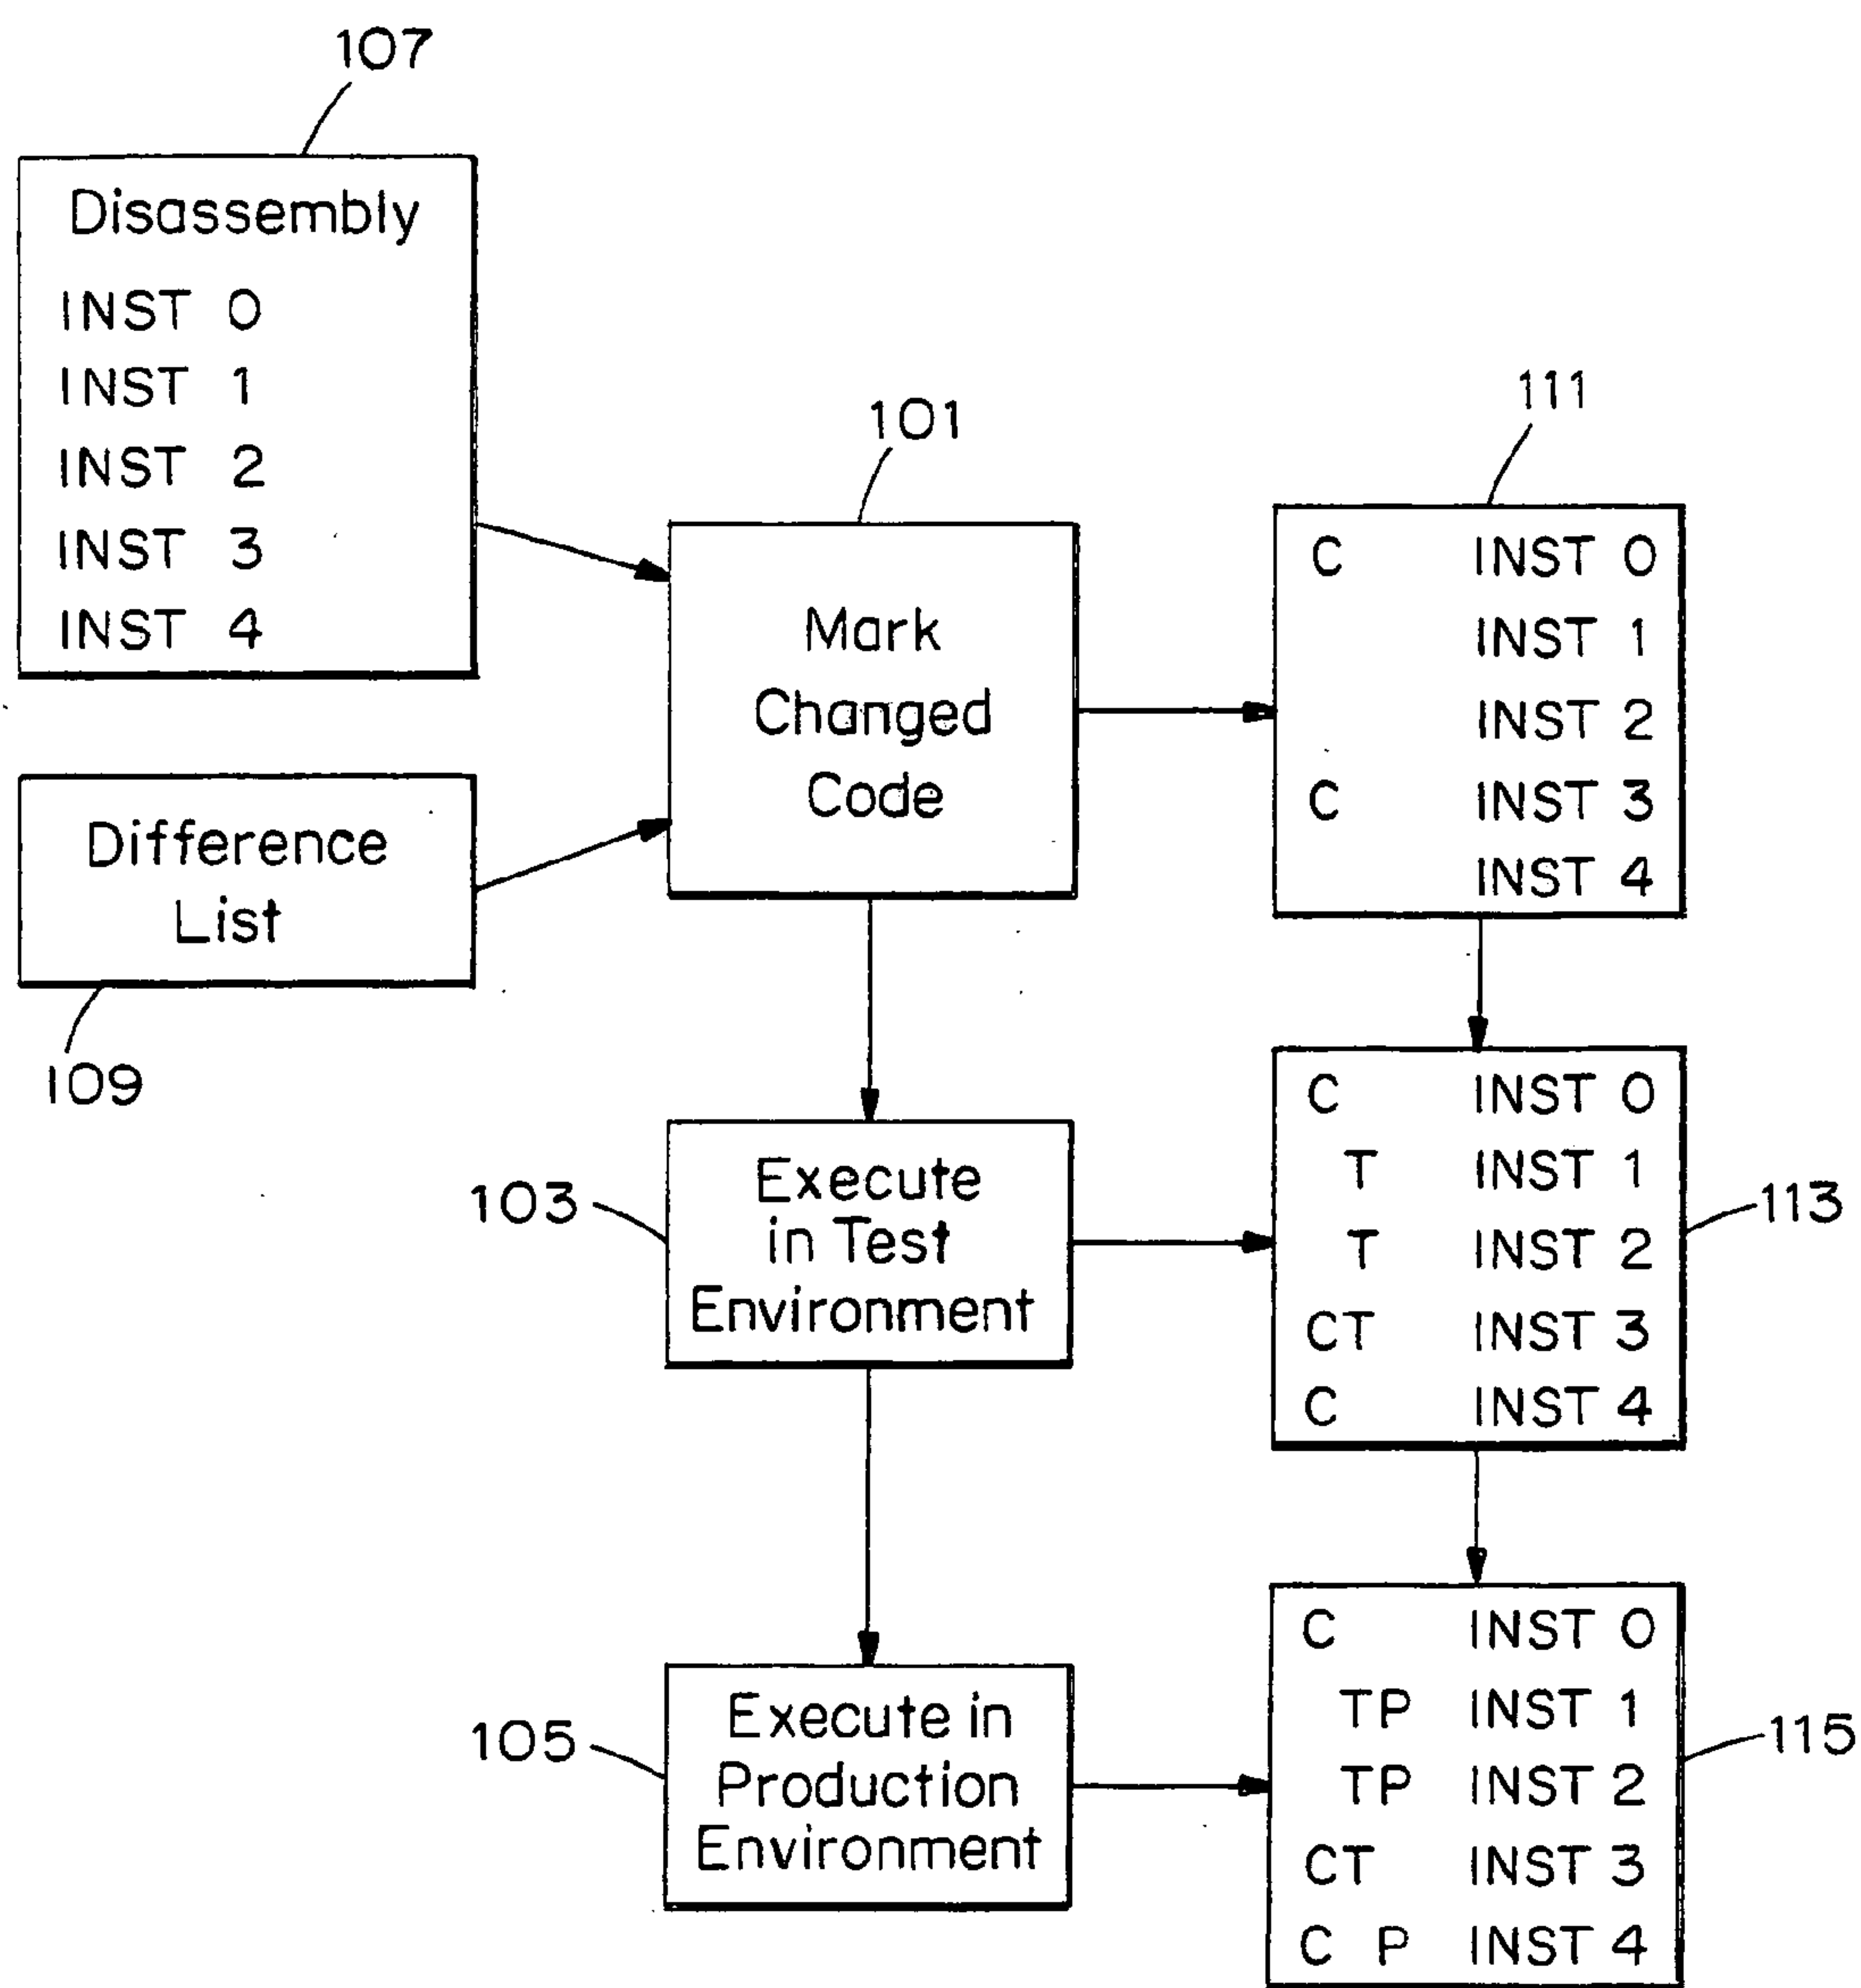 107
Disassembly
INST 0
INST 1
INST 2
INST 3
INST 4
Difference
List
109
101
Mark
Changed
Code
111
C INST 0
INST 1
INST 2
C INST 3
INST 4
103
Execute
in Test
Environment
C INST 0
T INST 1
T INST 2
CT INST 3
C INST 4
113
105
Execute in
Production
Environment
C INST 0
TP INST 1
TP INST 2
CT INST 3
C P INST 4
115